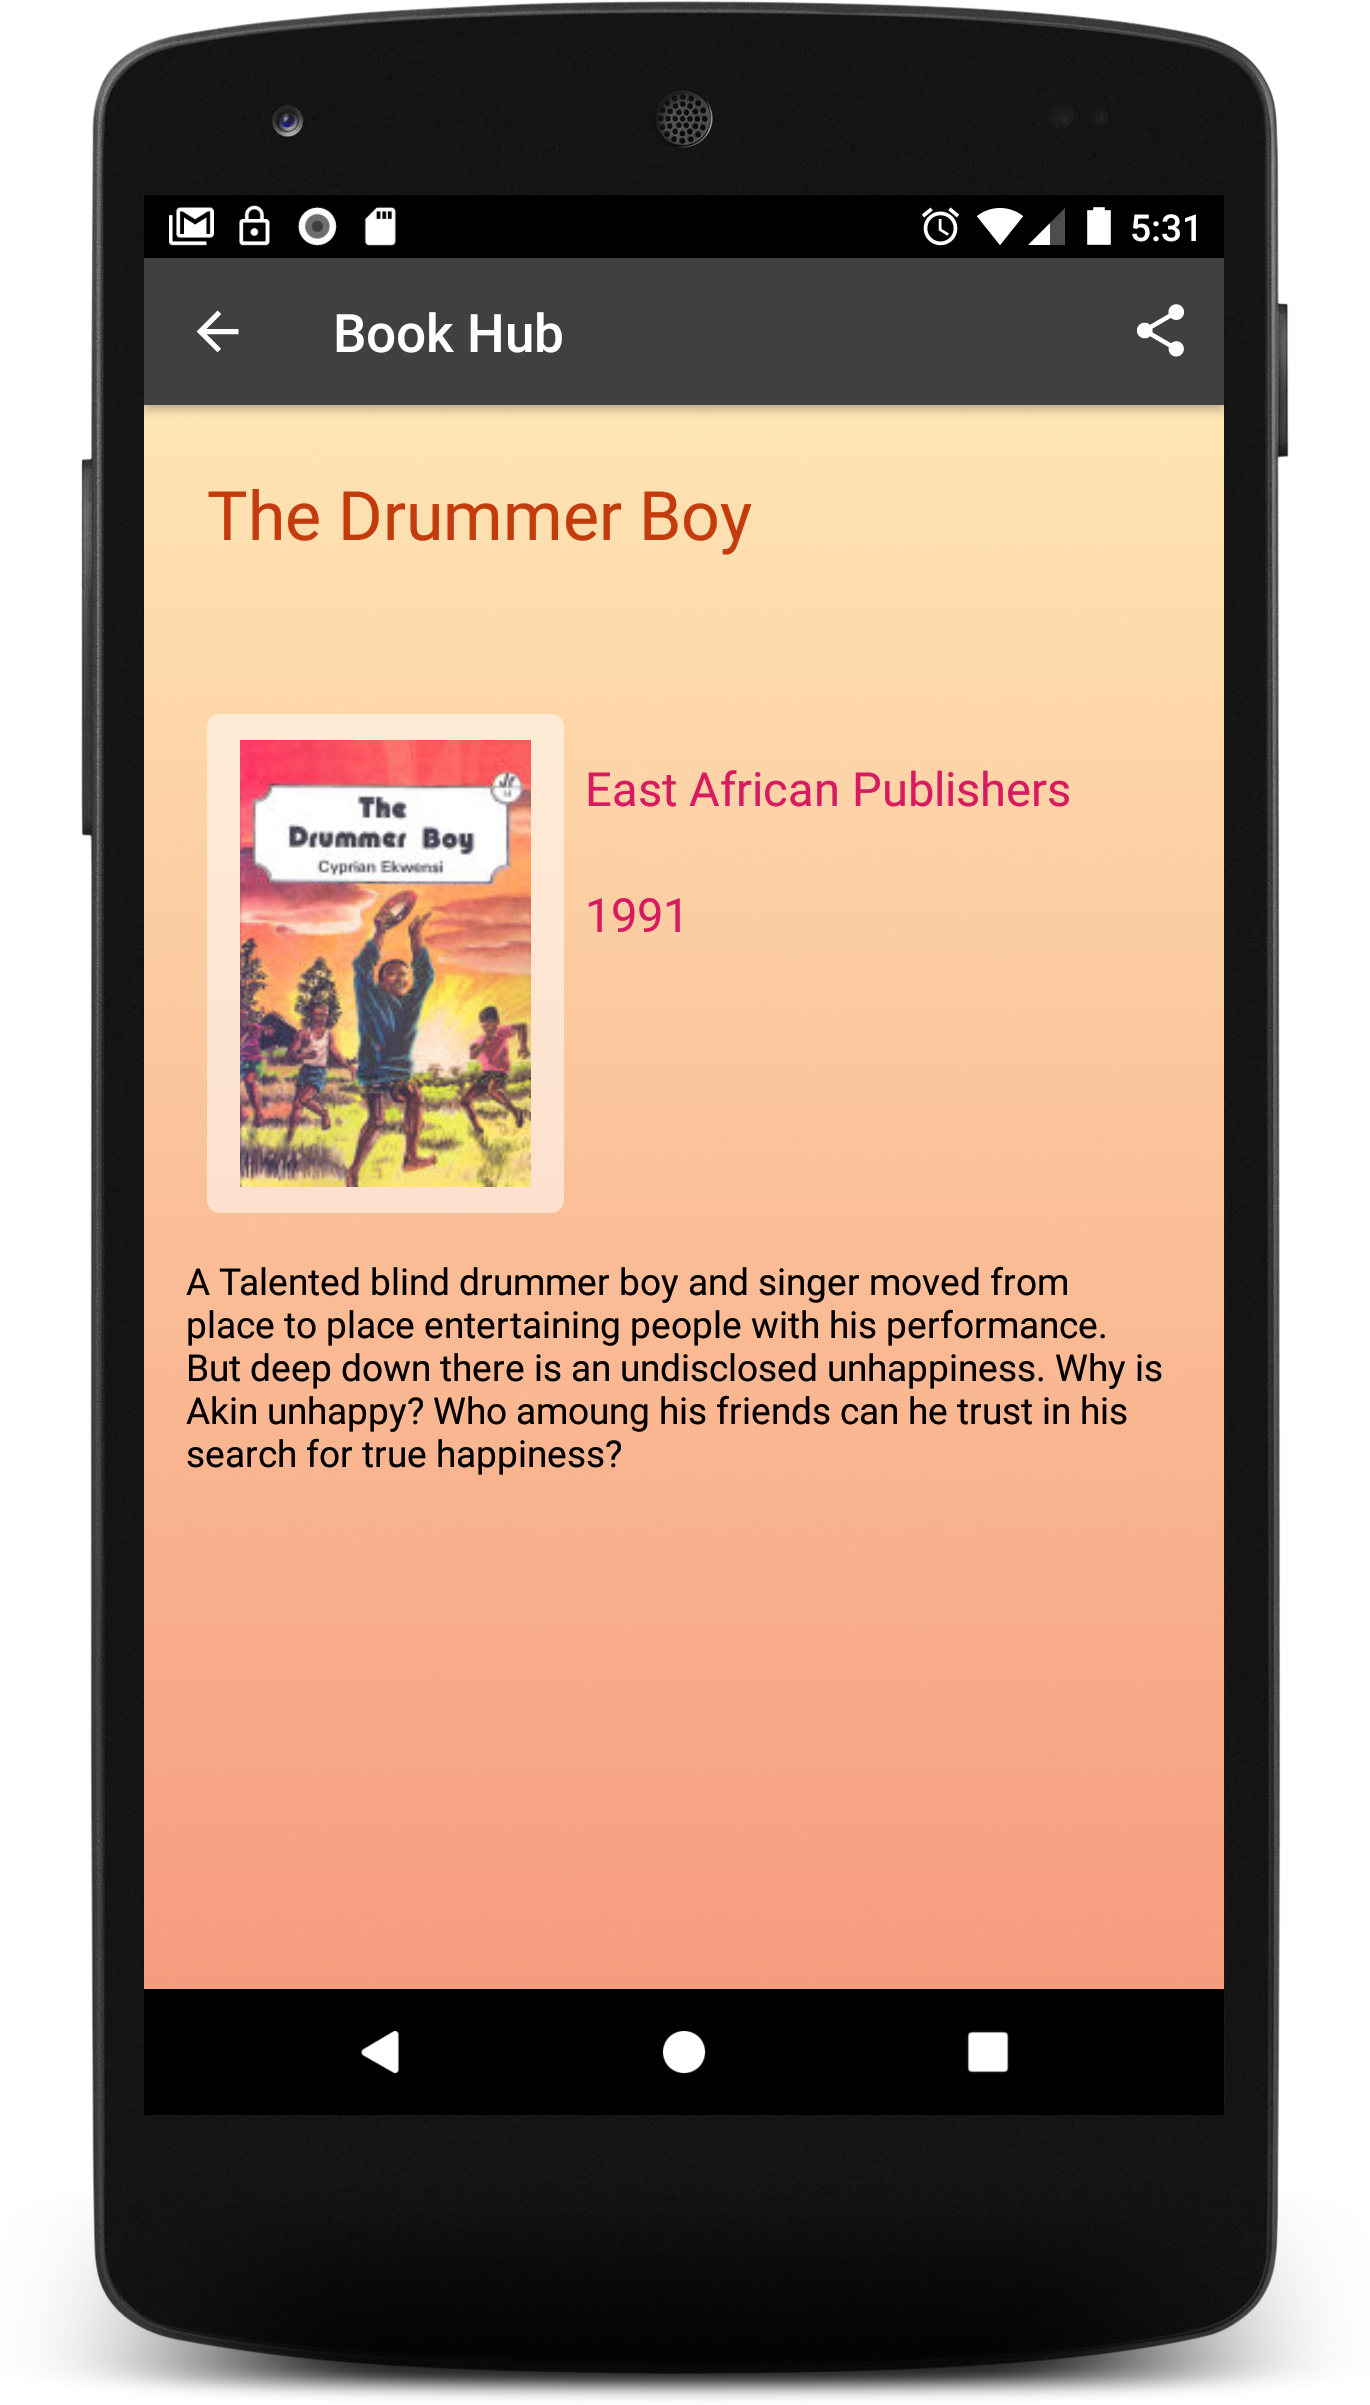 5:31
Book Hub
The Drummer Boy
The
Drummer Boy
Cyprian Ekwensi
East African Publishers
1991
A Talented blind drummer boy and singer moved from
place to place entertaining people with his performance.
But deep down there is an undisclosed unhappiness. Why is
Akin unhappy? Who amoung his friends can he trust in his
search for true happiness?